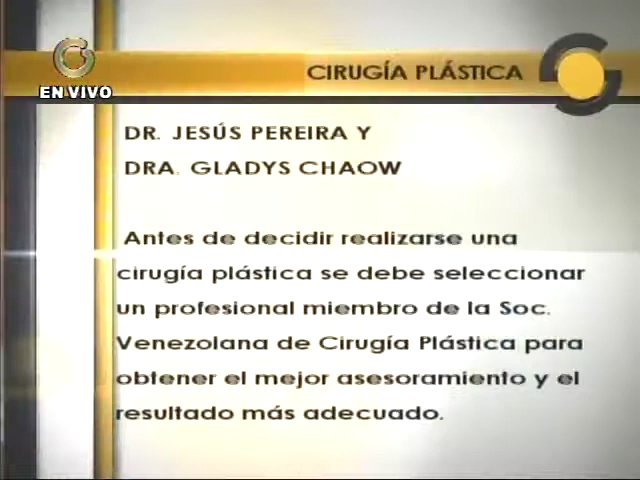 CIRUGÍA PLÁSTICA
EN VIVO
DR. JESÚS PEREIRA Y
DRA. GLADYS CHAOW
Antes de decidir realizarse una
cirugía plástica se debe seleccionar
un profesional miembro de la Soc.
Venezolana de Cirugía Plástica para
obtener el mejor asesoramiento y el
resultado más adecuado.